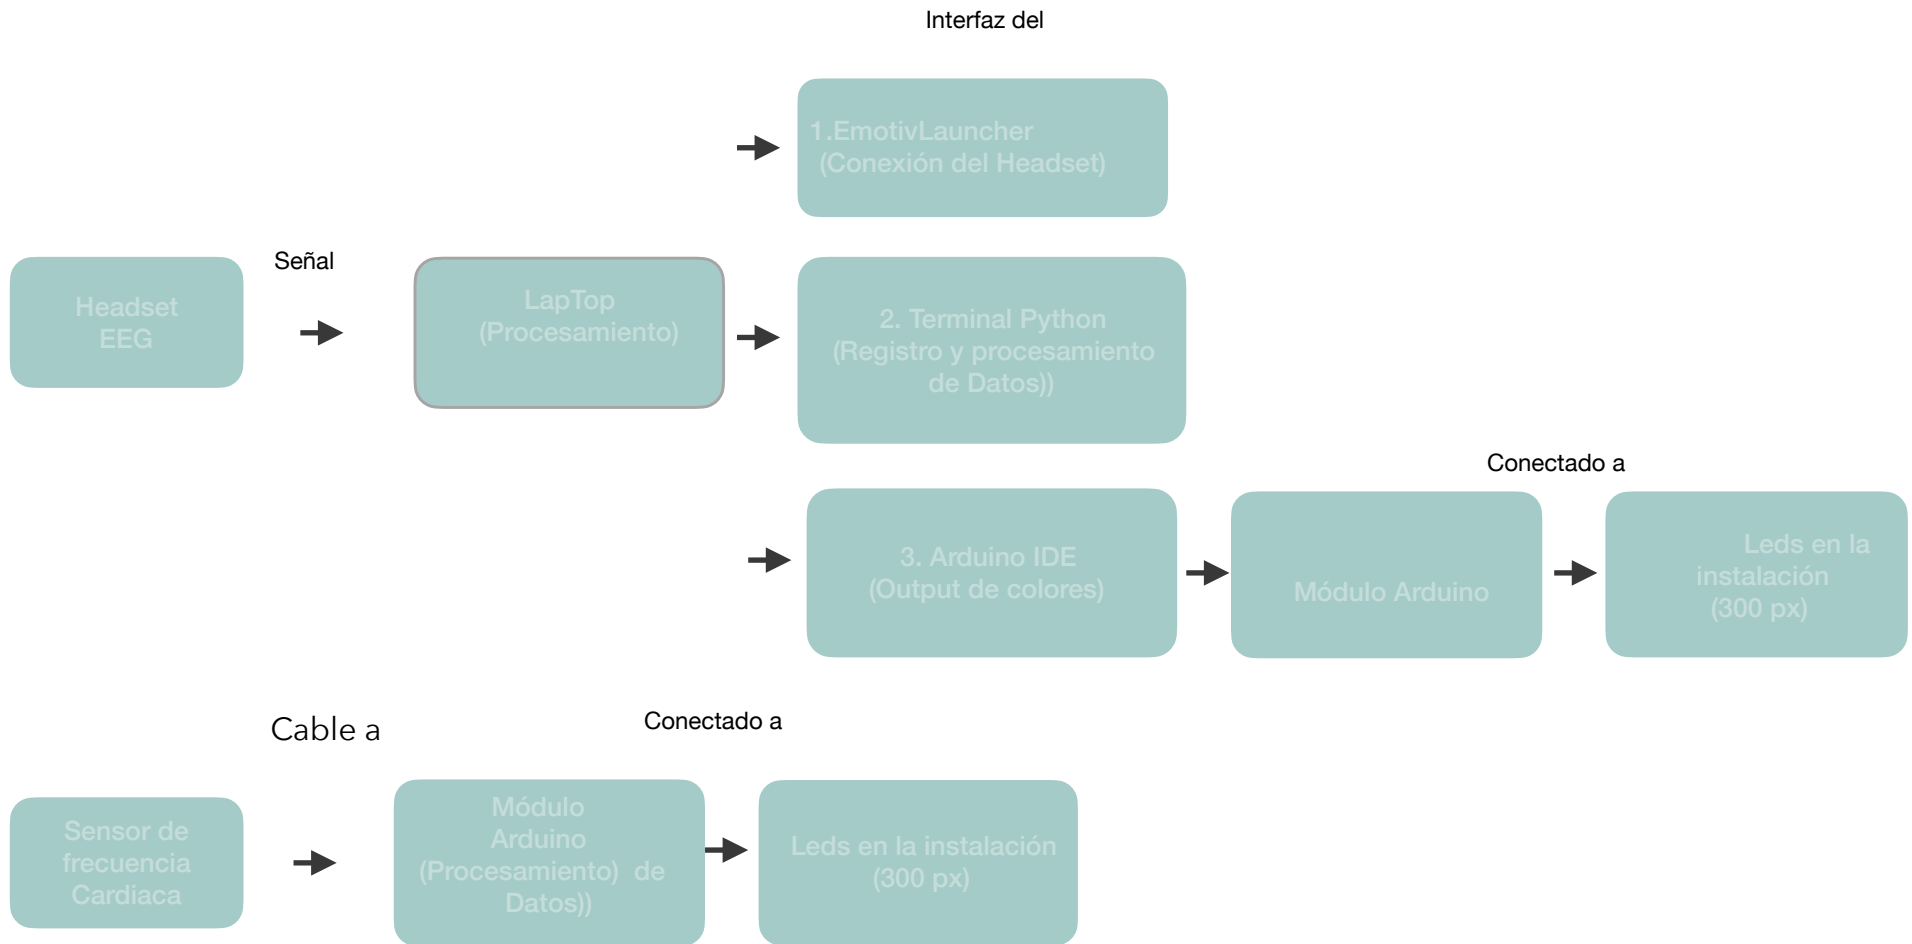 Interfaz del
1.EmotivLauncher
(Conexión del Headset)
Señal
Headset
EEG
LapTop
(Procesamiento)
2. Terminal Python
(Registro y procesamiento
de Datos))
Conectado a
3. Arduino IDE
(Output de colores)
Módulo Arduino
Leds en la
instalación
(300 px)
Cable a
Conectado a
Sensor de
frecuencia
Cardiaca
Módulo
Arduino
(Procesamiento) de
Datos))
Leds en la instalación
(300 px)